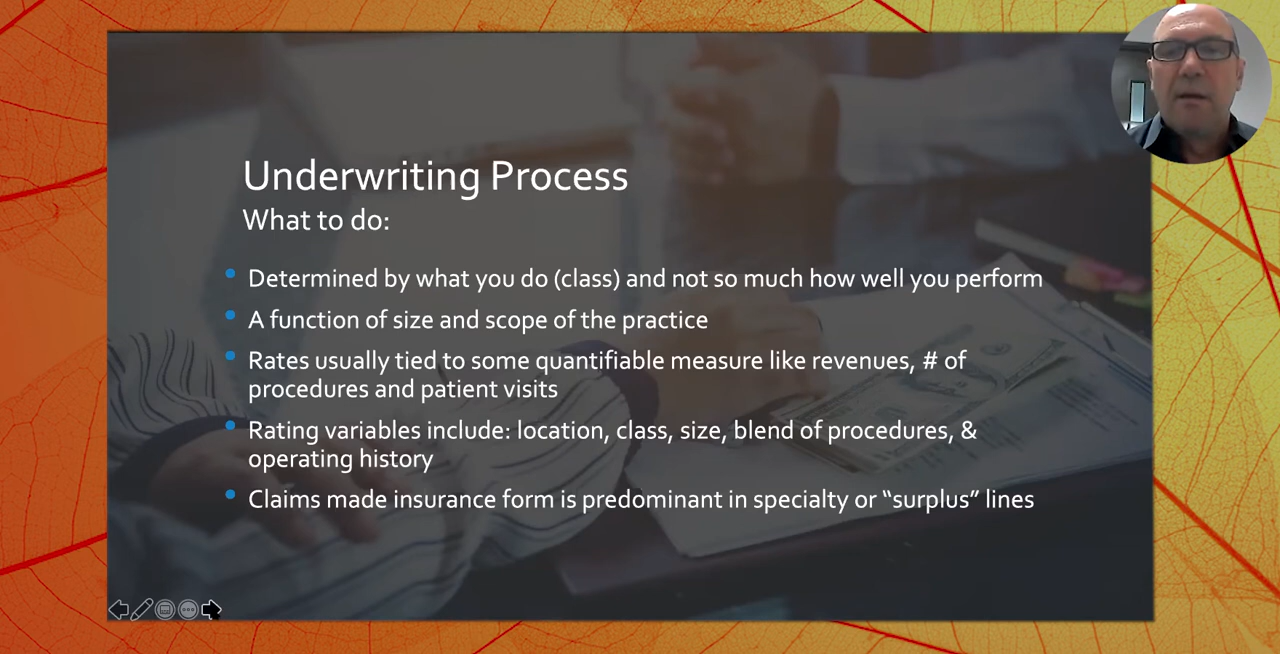 Underwriting Process
What to do:
Determined by what you do (class) and not so much how well you perform
A function of size and scope of the practice
Rates usually tied to some quantifiable measure like revenues, # of
procedures and patient visits
Rating variables include: location, class, size, blend of procedures, &
operating history
Claims made insurance form is predominant in specialty or “surplus” lines